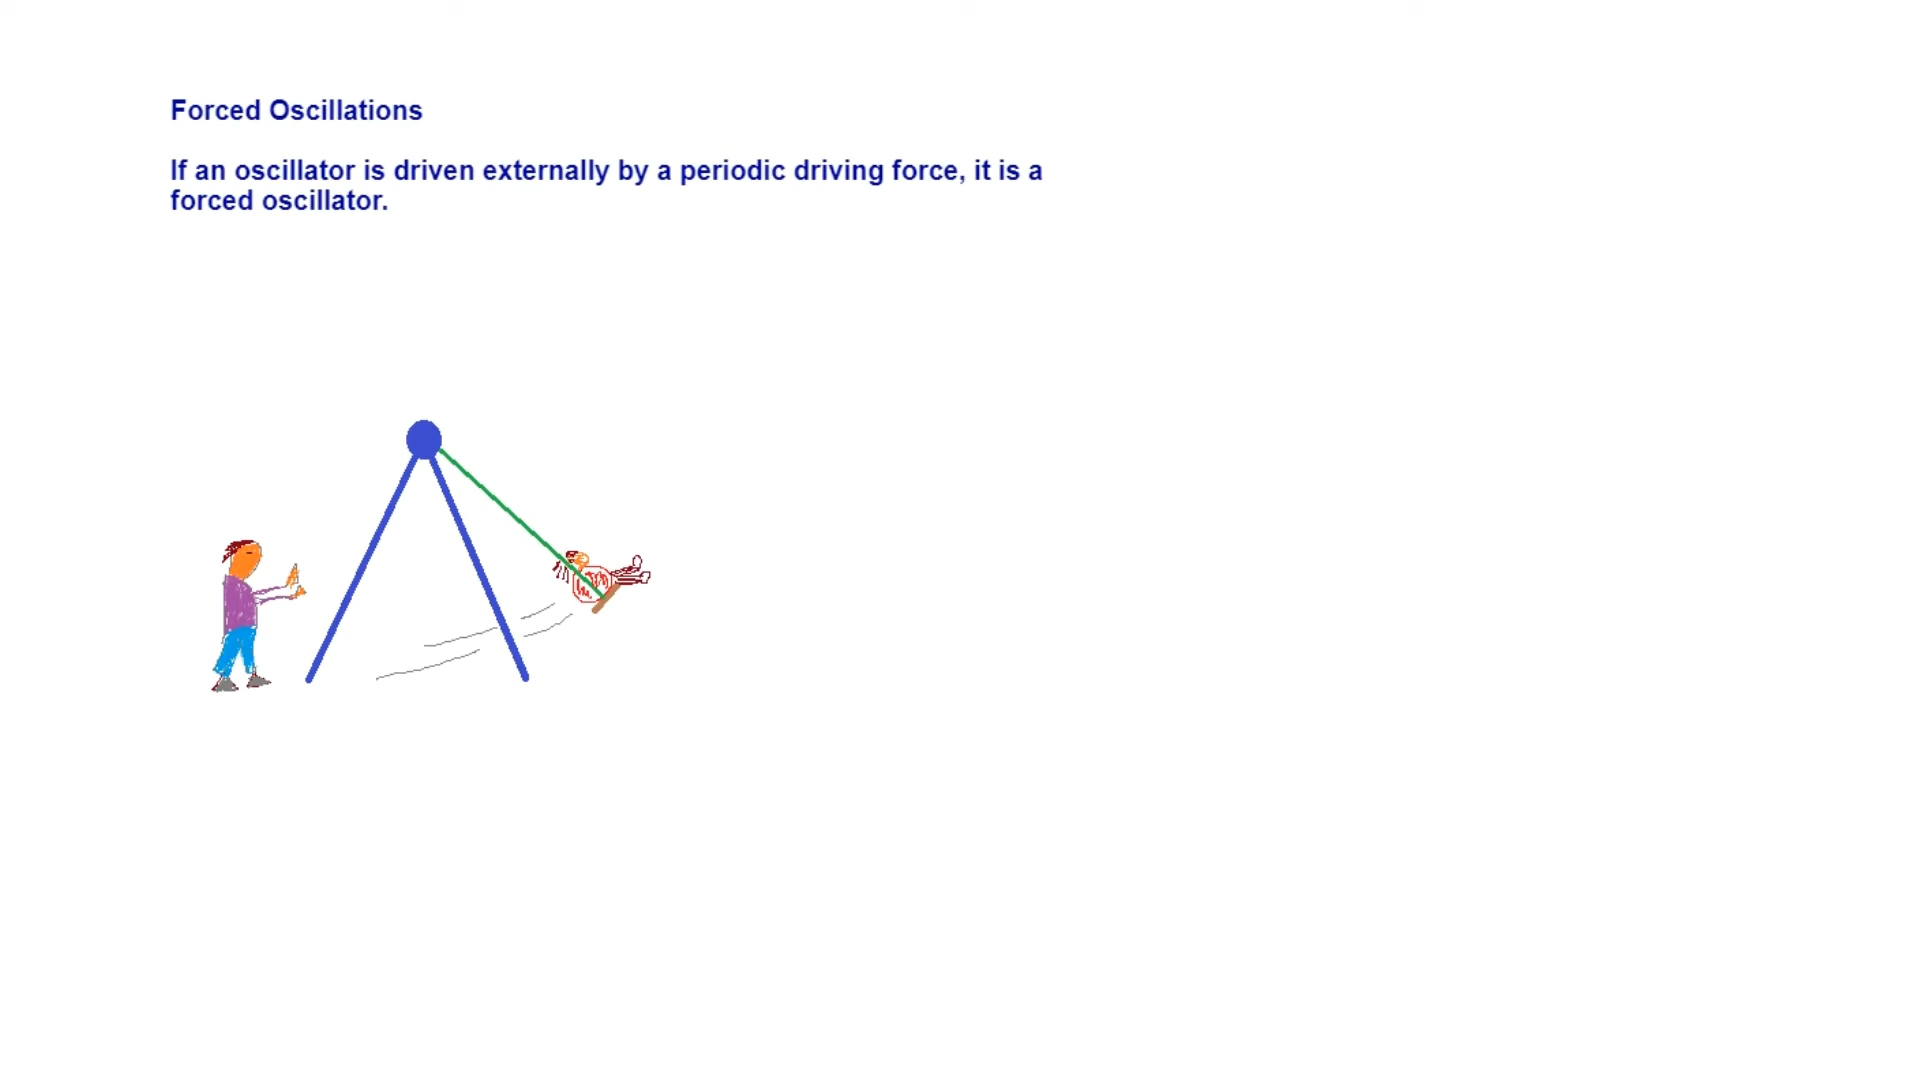 Forced Oscillations
If an oscillator is driven externally by a periodic driving force, it is a
forced oscillator.